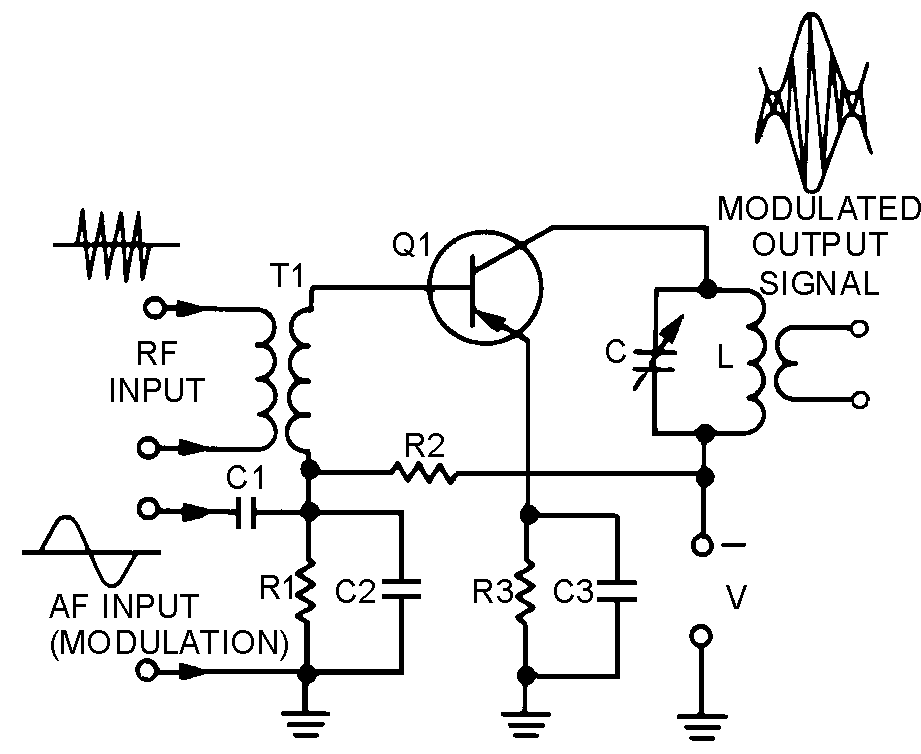 MODULATED
OUTPUT
SIGNAL
Q1
T1
RF
INPUT
C
L
R2
C1
AF INPUT
(MODULATION)
R1
C2
R3
C3
–
V